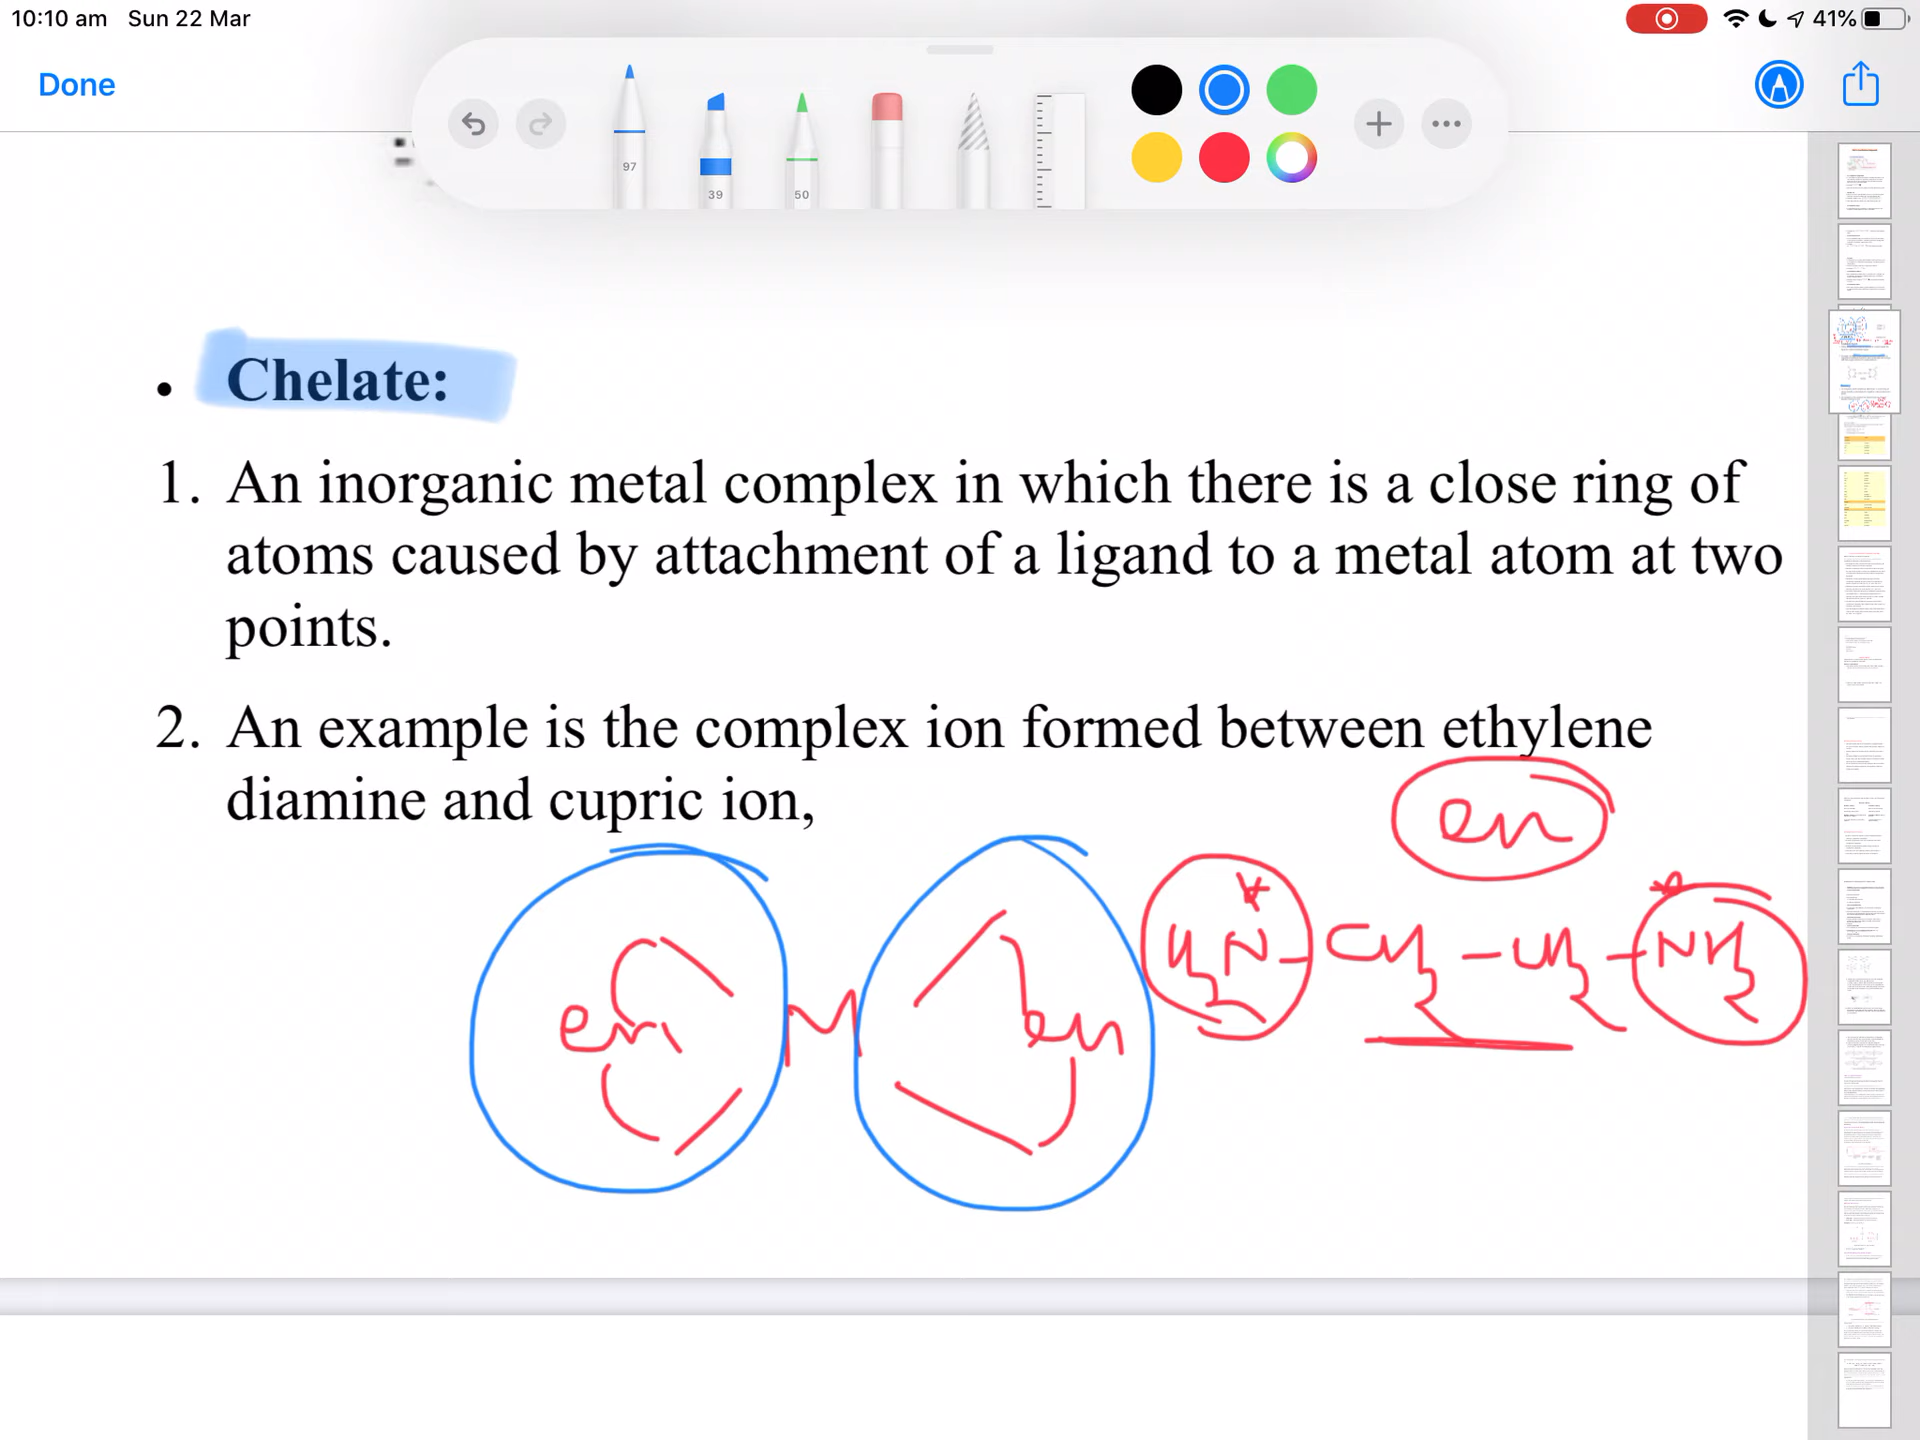 10:10 am Sun 22 Mar
41%
Done
97
39
50
• Chelate:
1. An inorganic metal complex in which there is a close ring of
atoms caused by attachment of a ligand to a metal atom at two
points.
2. An example is the complex ion formed between ethylene
diamine and cupric ion,
en
H2N - CH2 - CH2 - NH2
en M en